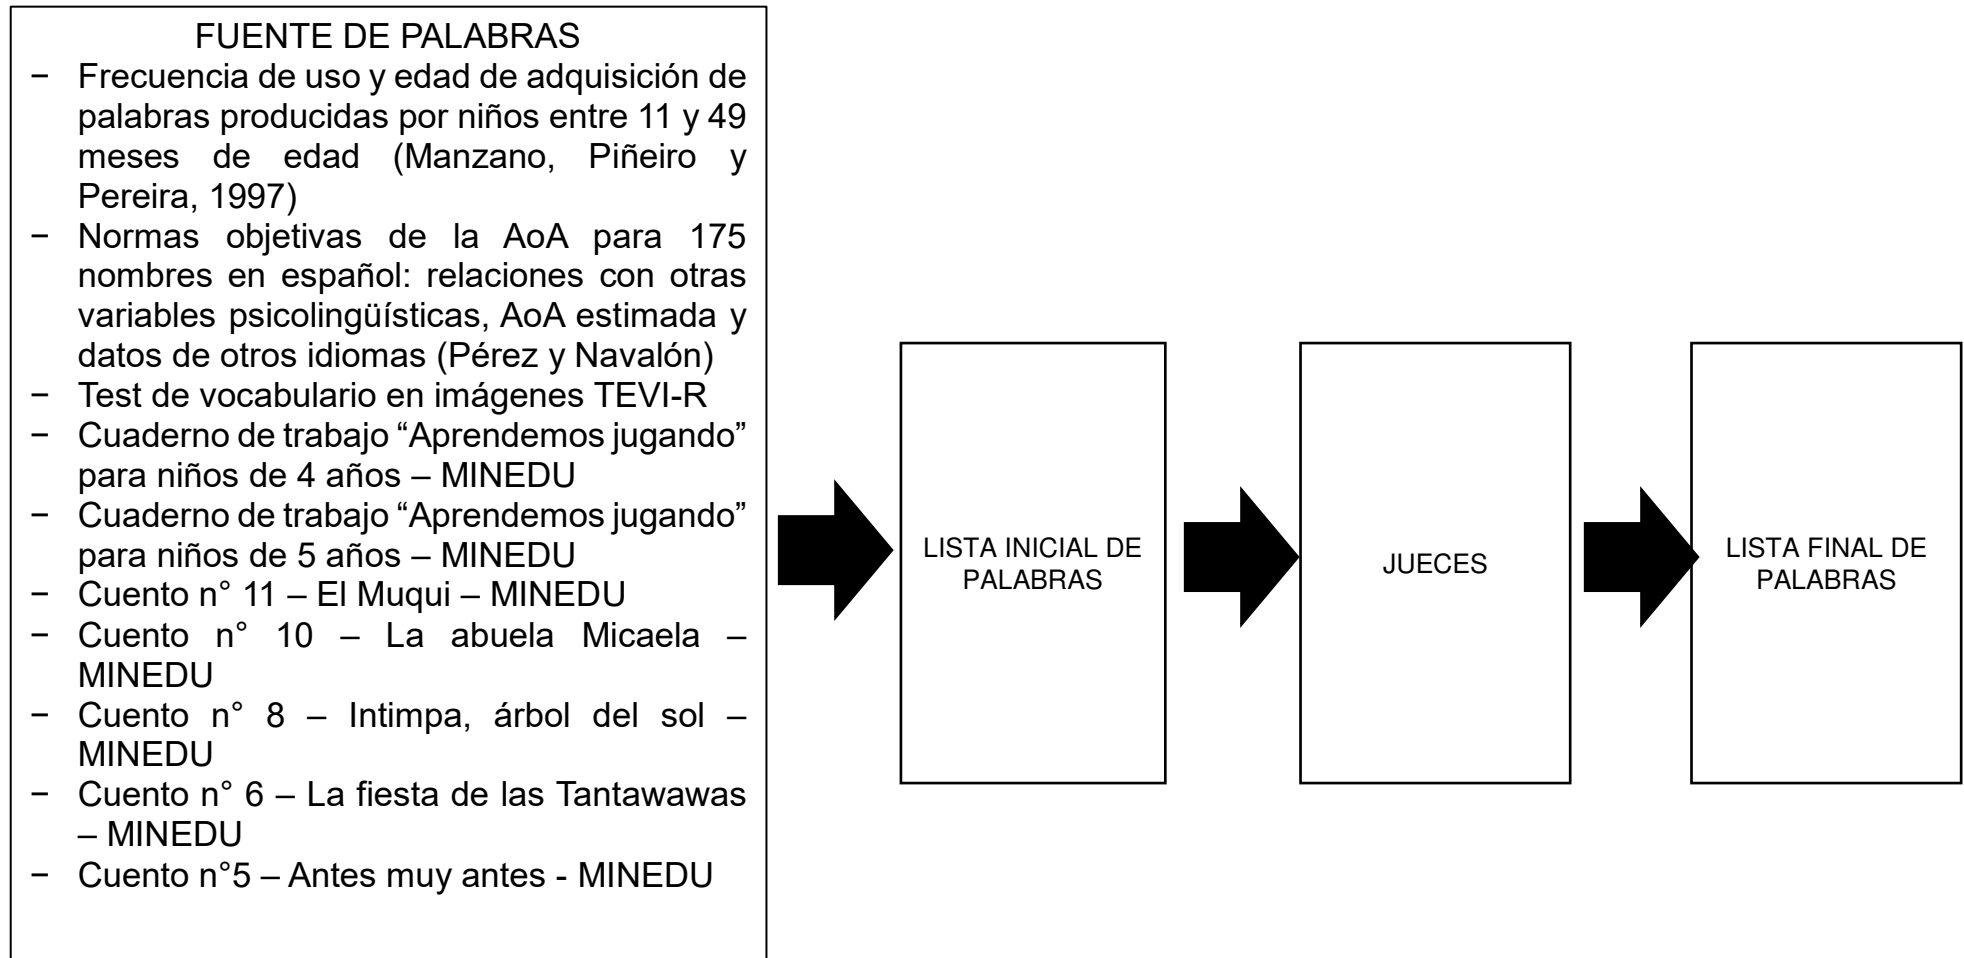 FUENTE DE PALABRAS
− Frecuencia de uso y edad de adquisición de
palabras producidas por niños entre 11 y 49
meses de edad (Manzano, Piñeiro y
Pereira, 1997)
− Normas objetivas de la AoA para 175
nombres en español: relaciones con otras
variables psicolingüísticas, AoA estimada y
datos de otros idiomas (Pérez y Navalón)
− Test de vocabulario en imágenes TEVI-R
− Cuaderno de trabajo “Aprendemos jugando”
para niños de 4 años – MINEDU
− Cuaderno de trabajo “Aprendemos jugando”
para niños de 5 años – MINEDU
− Cuento n° 11 – El Muqui – MINEDU
− Cuento n° 10 – La abuela Micaela –
MINEDU
− Cuento n° 8 – Intimpa, árbol del sol –
MINEDU
− Cuento n° 6 – La fiesta de las Tantawawas
– MINEDU
− Cuento n°5 – Antes muy antes - MINEDU
LISTA INICIAL DE
PALABRAS
JUECES
LISTA FINAL DE
PALABRAS